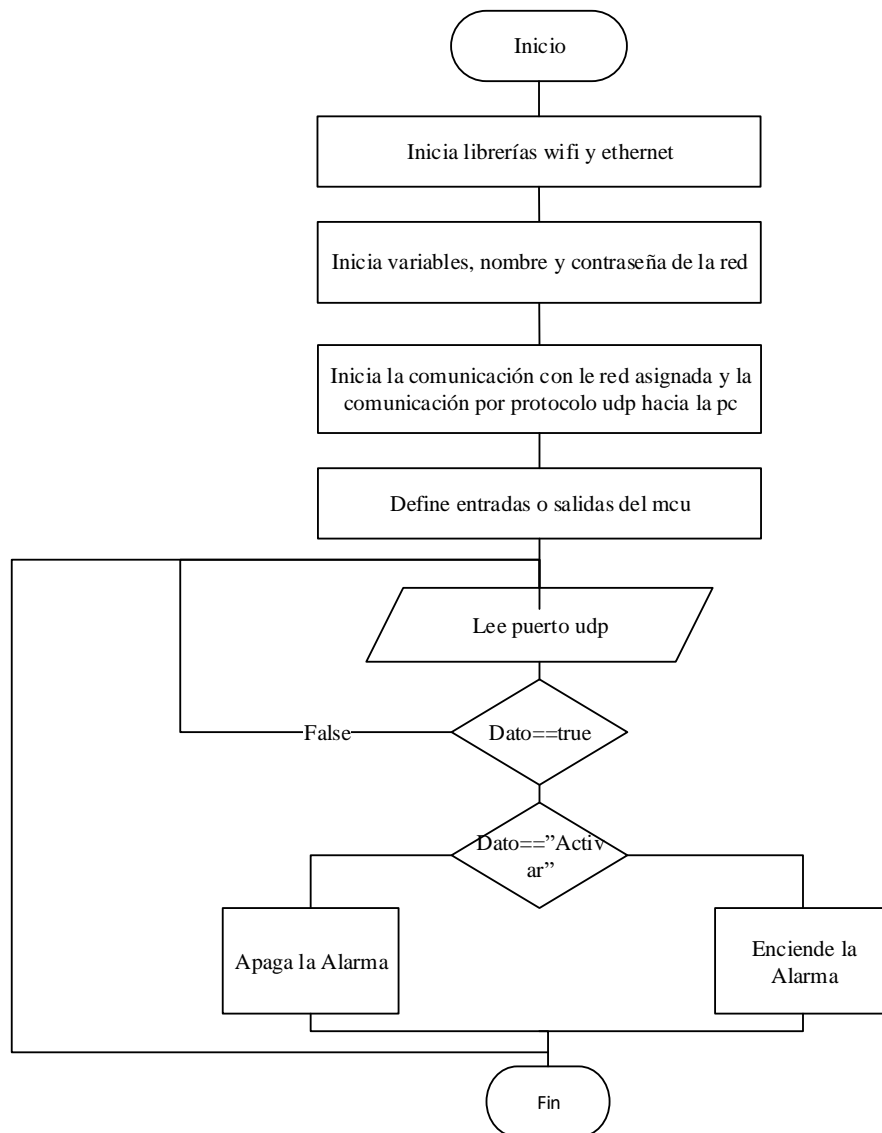 Inicio
Inicia librerías wifi y ethernet
Inicia variables, nombre y contraseña de la red
Inicia la comunicación con le red asignada y la
comunicación por protocolo udp hacia la pc
Define entradas o salidas del mcu
Lee puerto udp
False
Dato==true
Dato==”Activ
ar”
Apaga la Alarma
Enciende la
Alarma
Fin